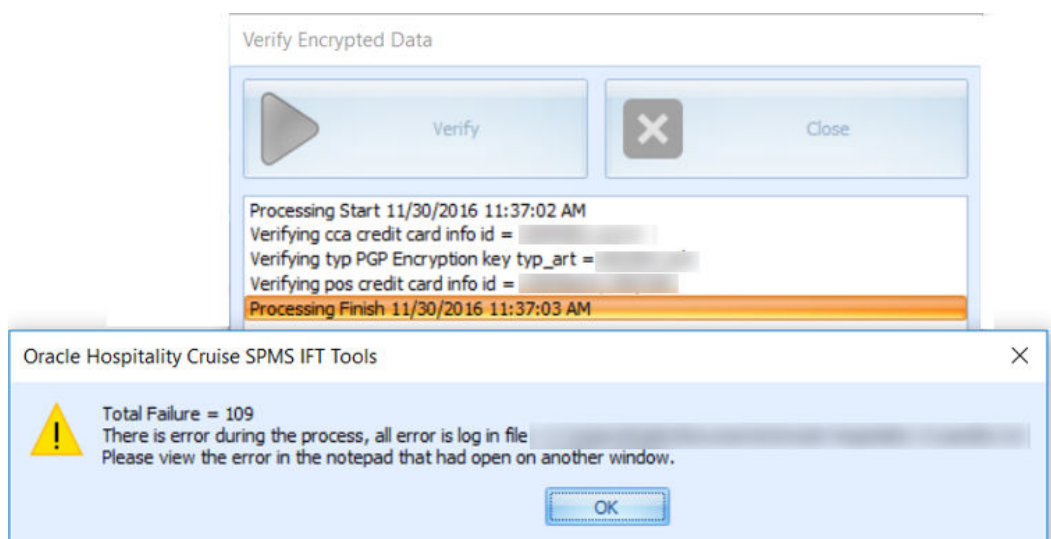 Verify Encrypted Data
Verify
Close
Processing Start 11/30/2016 11:37:02 AM
Verifying cca credit card info id =
Verifying typ PGP Encryption key typ_art =
Verifying pos credit card info id =
Processing Finish 11/30/2016 11:37:03 AM
Oracle Hospitality Cruise SPMS IFT Tools
Total Failure = 109
There is error during the process, all error is log in file
Please view the error in the notepad that had open on another window.
OK